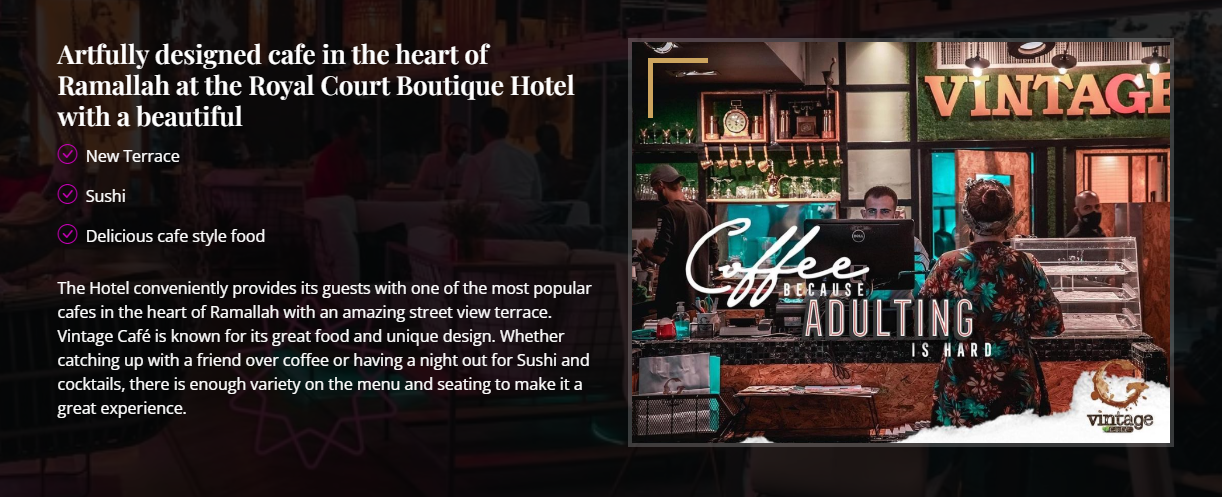 Artfully designed cafe in the heart of
Ramallah at the Royal Court Boutique Hotel
with a beautiful
New Terrace
Sushi
Delicious cafe style food
The Hotel conveniently provides its guests with one of the most popular
cafes in the heart of Ramallah with an amazing street view terrace.
Vintage Café is known for its great food and unique design. Whether
catching up with a friend over coffee or having a night out for Sushi and
cocktails, there is enough variety on the menu and seating to make it a
great experience.
VINTAGE
DELL
Coffee
BECAUSE
ADULTING
IS HARD
vintage